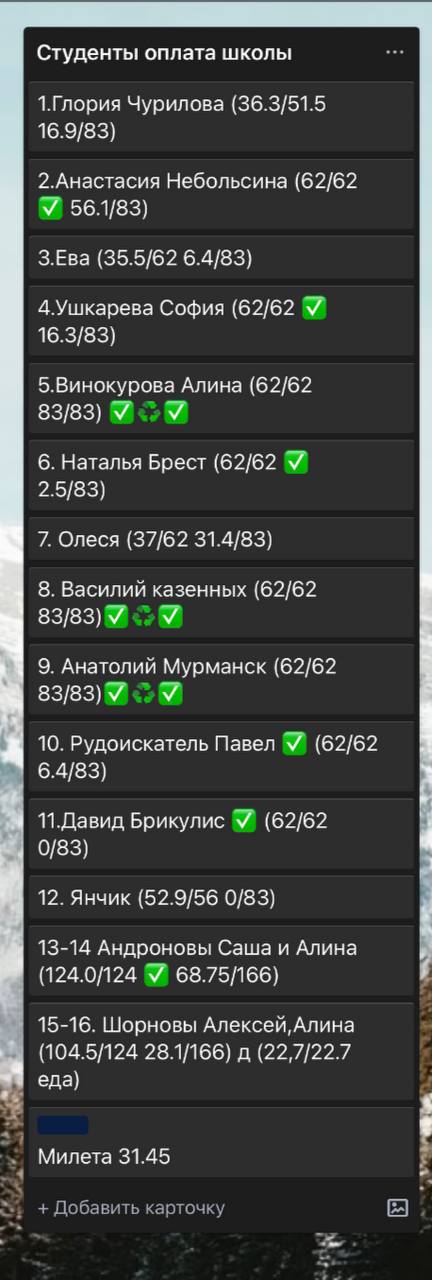 Студенты оплата школы
1.Глория Чурилова (36.3/51.5
16.9/83)
2.Анастасия Небольсина (62/62
✅ 56.1/83)
3.Ева (35.5/62 6.4/83)
4.Ушкарева София (62/62 ✅
16.3/83)
5.Винокурова Алина (62/62
83/83) ✅♻️✅
6. Наталья Брест (62/62 ✅
2.5/83)
7. Олеся (37/62 31.4/83)
8. Василий казенных (62/62
83/83)✅♻️✅
9. Анатолий Мурманск (62/62
83/83)✅♻️✅
10. Рудоискатель Павел ✅ (62/62
6.4/83)
11.Давид Брикулис ✅ (62/62
0/83)
12. Янчик (52.9/56 0/83)
13-14 Андроновы Саша и Алина
(124.0/124 ✅ 68.75/166)
15-16. Шорновы Алексей,Алина
(104.5/124 28.1/166) д (22,7/22.7
еда)
Милета 31.45
+ Добавить карточку